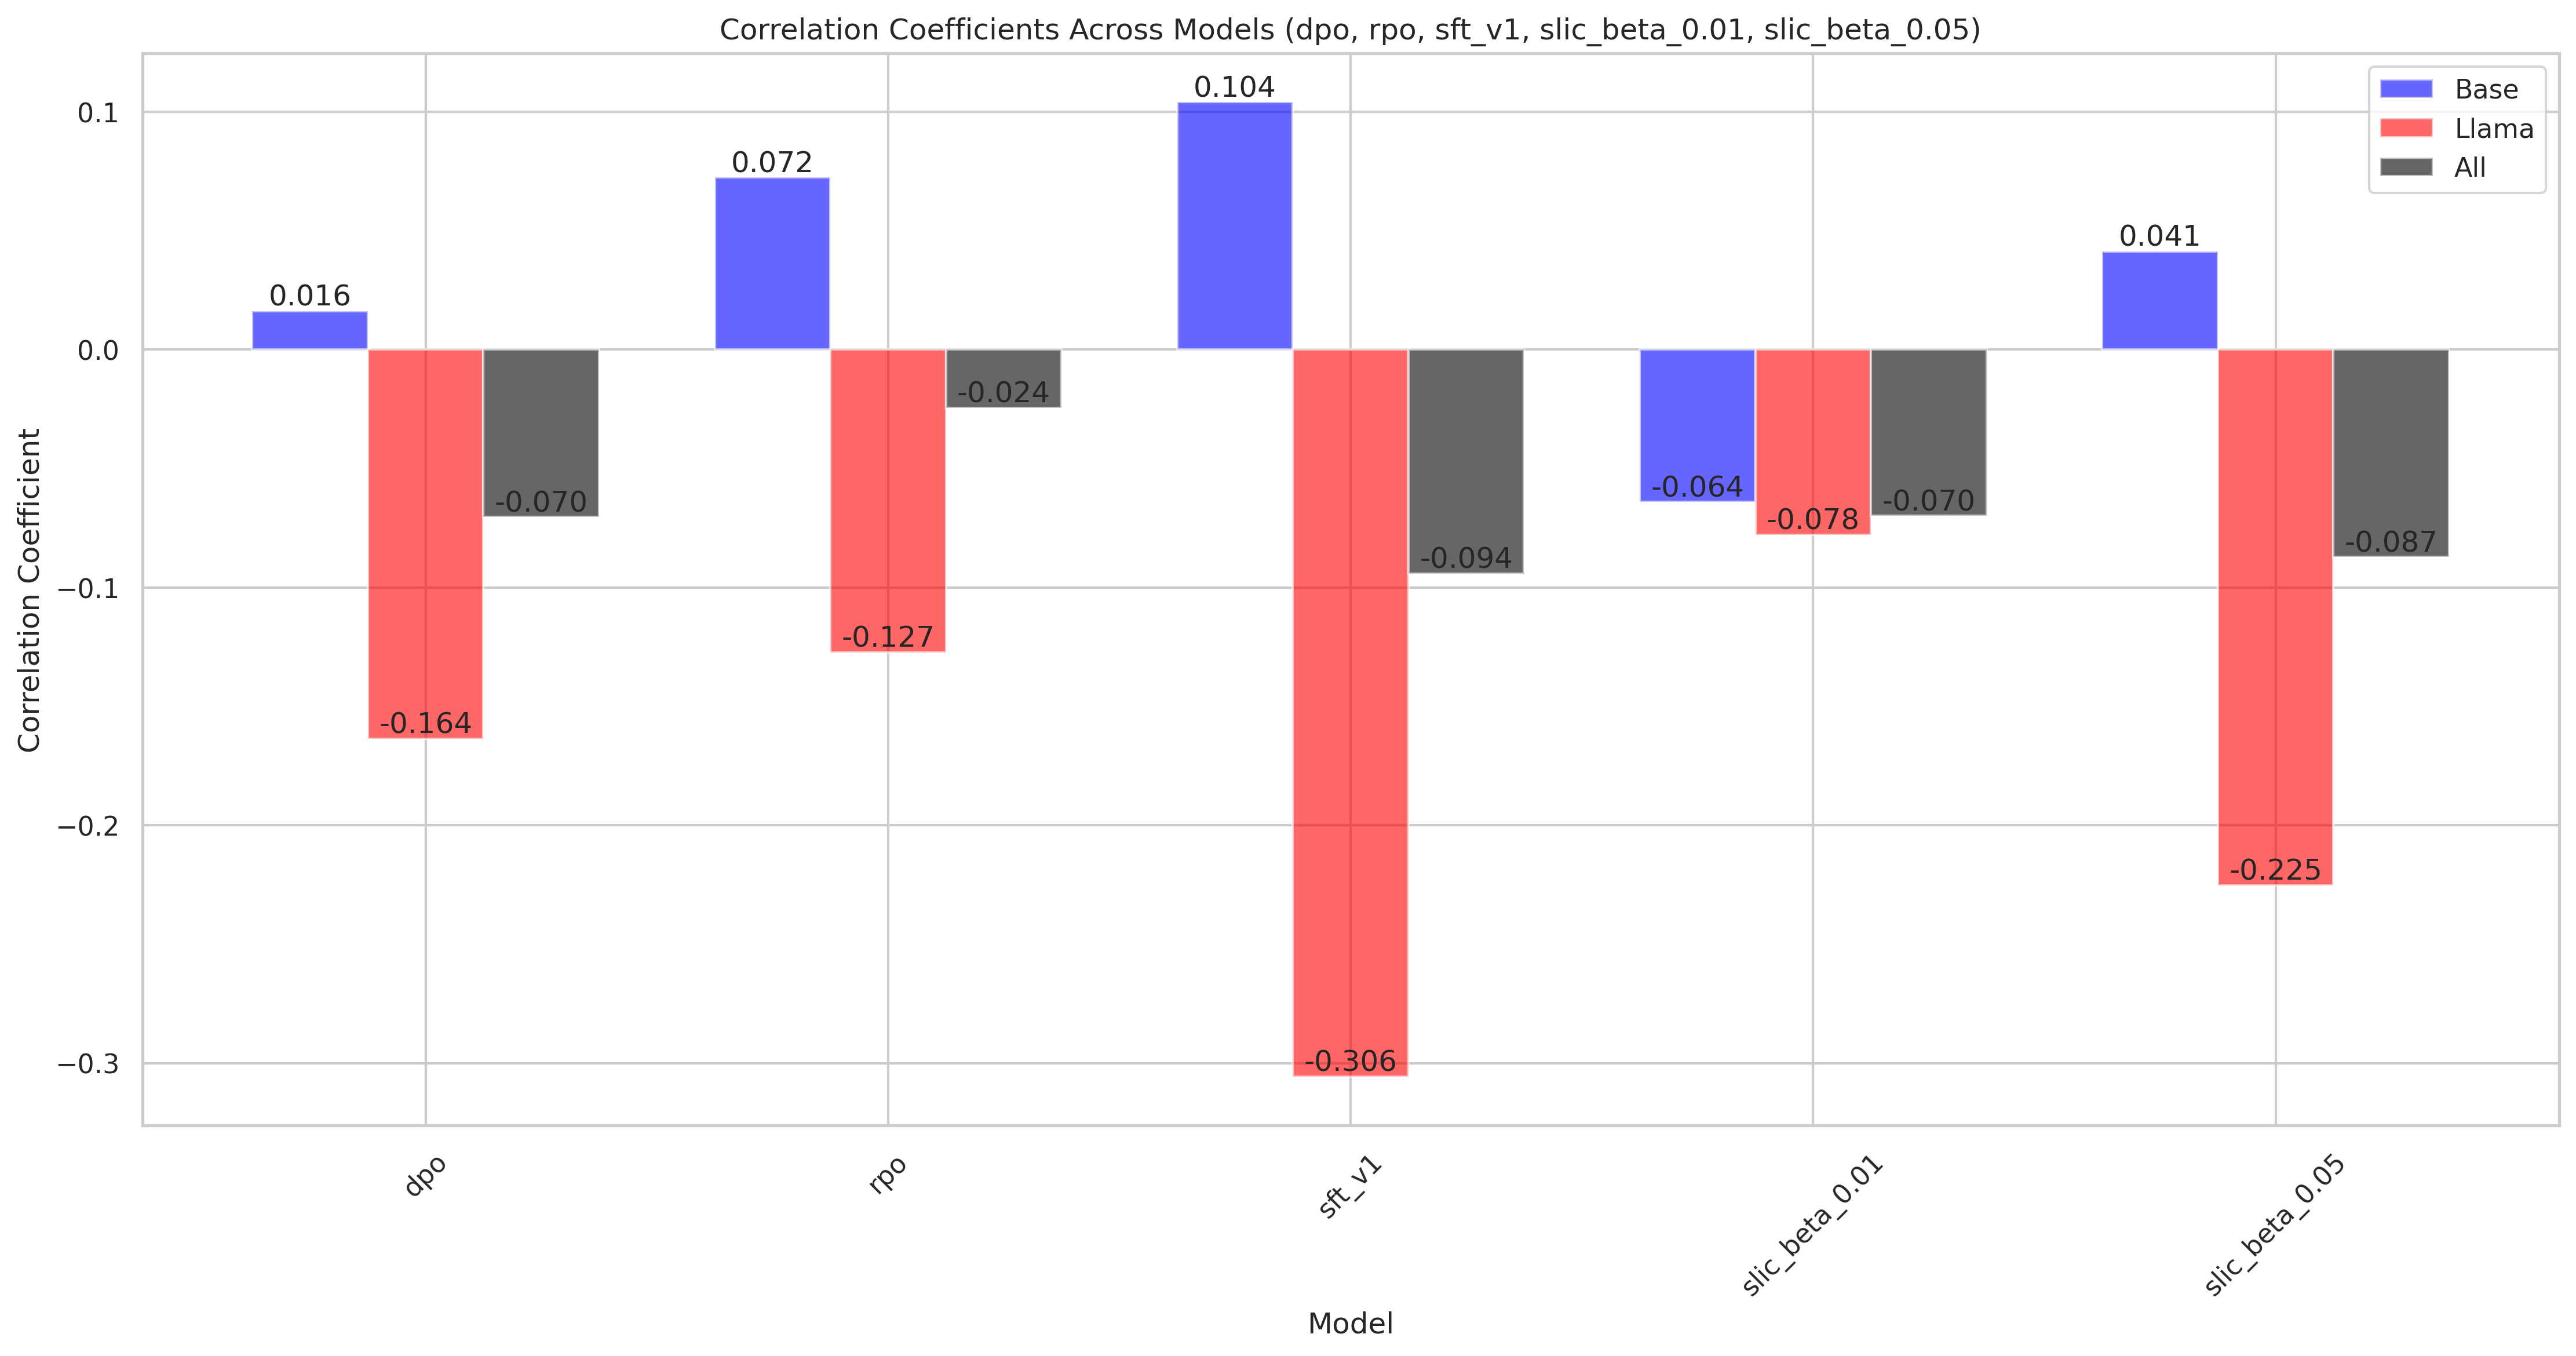 Correlation Coefficients Across Models (dpo, rpo, sft_v1, slic_beta_0.01, slic_beta_0.05)
Base
Llama
All
Correlation Coefficient
0.1
0.0
−0.1
−0.2
−0.3
0.016
-0.164
-0.070
0.072
-0.127
-0.024
0.104
-0.306
-0.094
-0.064
-0.078
-0.070
0.041
-0.225
-0.087
dpo
rpo
sft_v1
slic_beta_0.01
slic_beta_0.05
Model